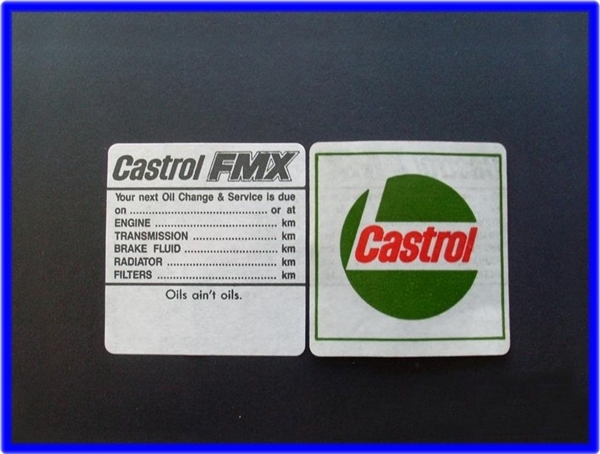 Castrol FMX
Your next Oil Change & Service is due
on ............................................. or at
ENGINE ........................................ km
TRANSMISSION ........................... km
BRAKE FLUID ............................... km
RADIATOR .................................... km
FILTERS ........................................ km
Oils ain't oils.
Castrol